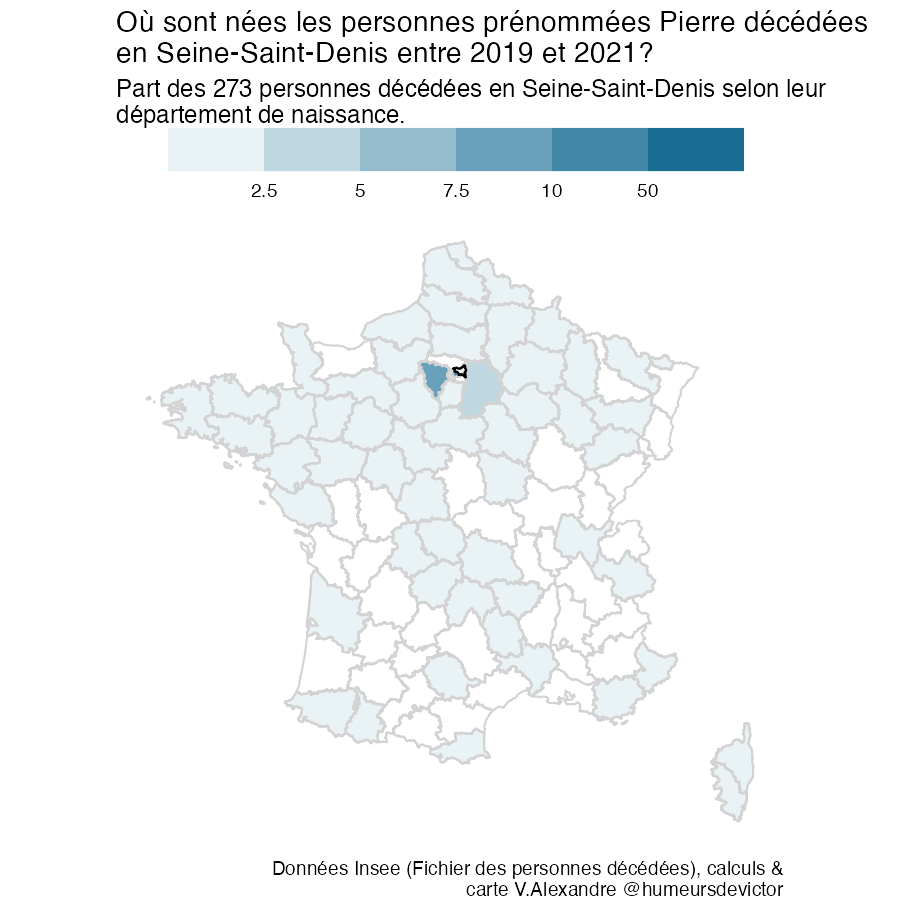 Où sont nées les personnes prénommées Pierre décédées
en Seine-Saint-Denis entre 2019 et 2021?
Part des 273 personnes décédées en Seine-Saint-Denis selon leur
département de naissance.
2.5 5 7.5 10 50
Données Insee (Fichier des personnes décédées), calculs &
carte V.Alexandre @humeursdevictor